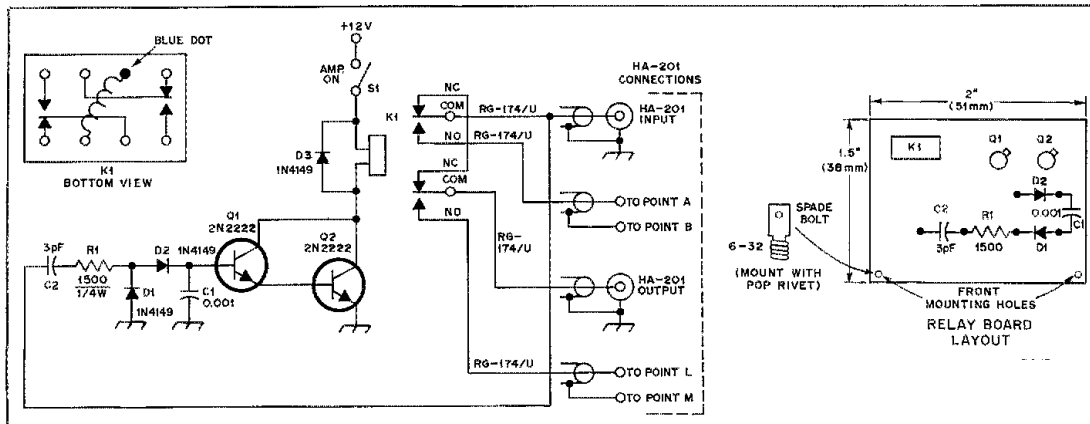 BLUE DOT
K1
BOTTOM VIEW
+12V
AMP.
ON
S1
D3
1N4149
K1
NC
COM
NO
RG-174/U
RG-174/U
NC
COM
NO
RG-
174/U
RG-174/U
HA-201
CONNECTIONS
HA-201
INPUT
TO POINT A
TO POINT B
HA-201
OUTPUT
TO POINT L
TO POINT M
3pF
C2
R1
1500
1/4W
D2
1N4149
D1
1N4149
C1
0.001
Q1
2N2222
Q2
2N2222
2"
(51mm)
1.5"
(38mm)
K1
Q1
Q2
D2
0.001
C1
C2
3pF
R1
1500
D1
SPADE
BOLT
6-32
(MOUNT WITH
POP RIVET)
FRONT
MOUNTING HOLES
RELAY BOARD
LAYOUT